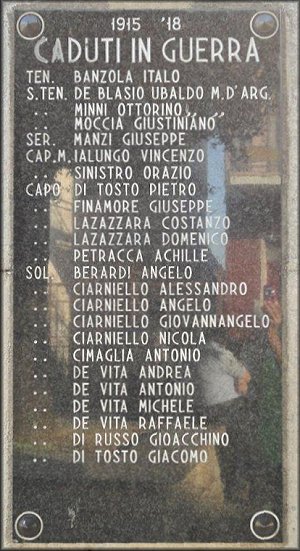 1915 '18
CADUTI IN GUERRA
TEN. BANZOLA ITALO
S.TEN. DE BLASIO UBALDO M.D'ARG.
.. MINNI OTTORINO .. ..
.. MOCCIA GIUSTINIANO
SER. MANZI GIUSEPPE
CAP.M. IALUNGO VINCENZO
.. SINISTRO ORAZIO
CAPO DI TOSTO PIETRO
.. FINAMORE GIUSEPPE
.. LAZAZZARA COSTANZO
.. LAZAZZARA DOMENICO
.. PETRACCA ACHILLE
SOL. BERARDI ANGELO
.. CIARNIELLO ALESSANDRO
.. CIARNIELLO ANGELO
.. CIARNIELLO GIOVANNANGELO
.. CIARNIELLO NICOLA
.. CIMAGLIA ANTONIO
.. DE VITA ANDREA
.. DE VITA ANTONIO
.. DE VITA MICHELE
.. DE VITA RAFFAELE
.. DI RUSSO GIOACCHINO
.. DI TOSTO GIACOMO